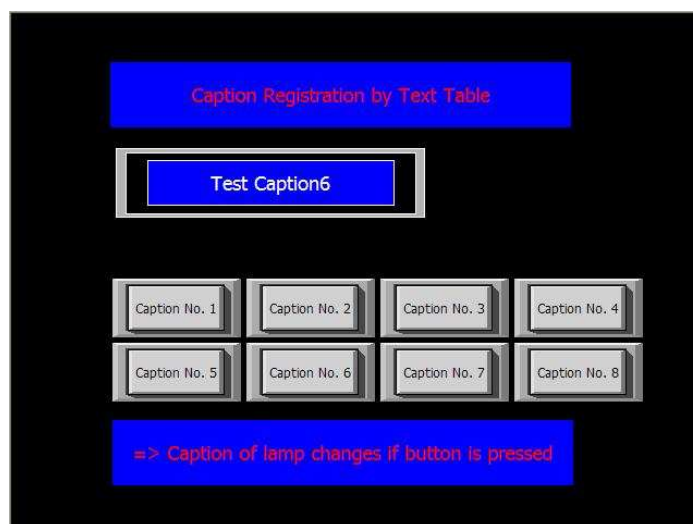 Caption Registration by Text Table
Test Caption6
Caption No. 1 Caption No. 2 Caption No. 3 Caption No. 4
Caption No. 5 Caption No. 6 Caption No. 7 Caption No. 8
=> Caption of lamp changes if button is pressed